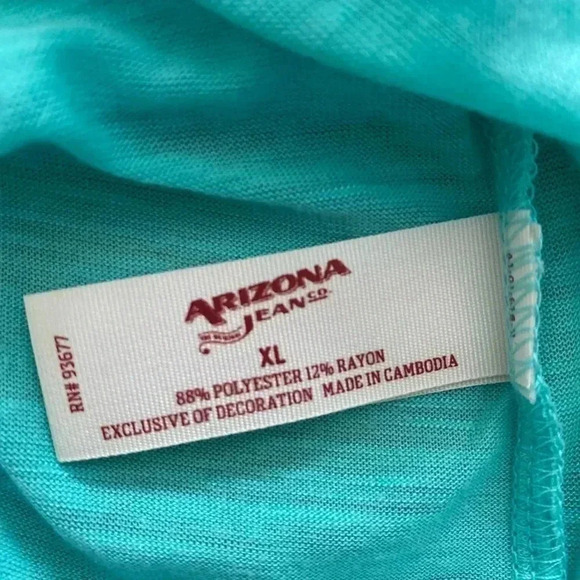 ARIZONA
JEAN CO.
XL
88% POLYESTER 12% RAYON
EXCLUSIVE OF DECORATION MADE IN CAMBODIA
RN# 93677